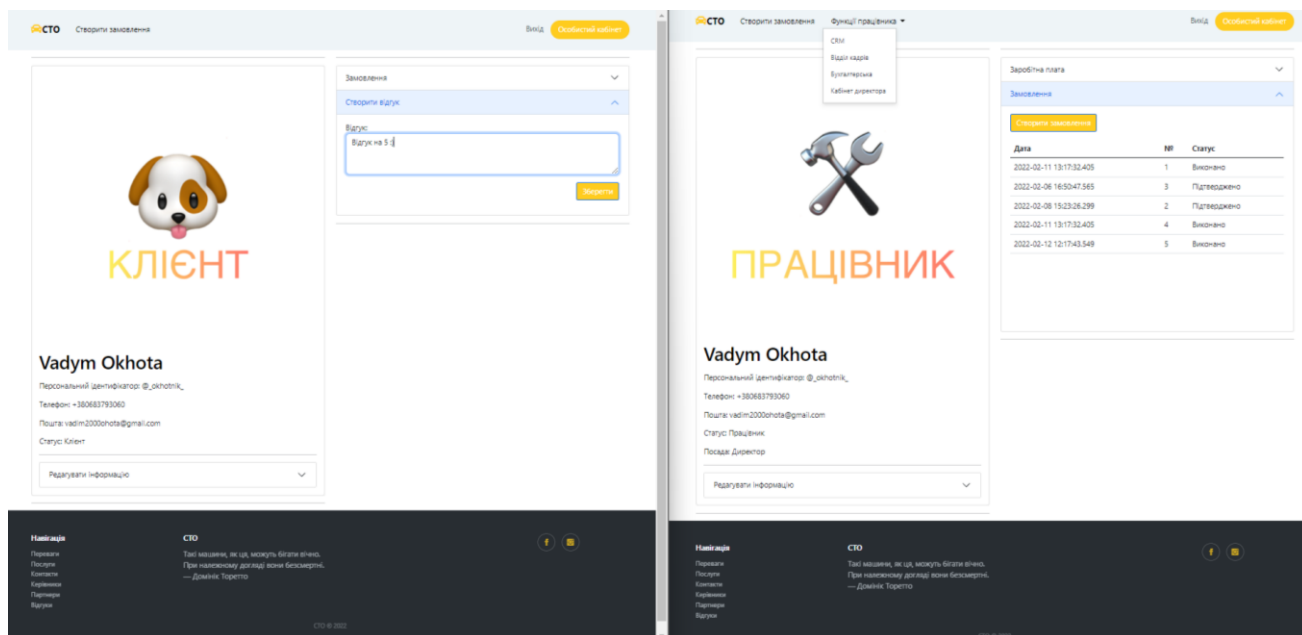 СТО Створити замовлення Вихід Особистий кабінет
Замовлення
Створити відгук
Відгук:
Відгук на 5 :)
Зберегти
КЛІЄНТ
Vadym Okhota
Персональний ідентифікатор: @_okhotnik_
Телефон: +380683793060
Пошта: vadim2000ohota@gmail.com
Статус: Клієнт
Редагувати інформацію
Навігація
Переваги
Послуги
Контакти
Керівники
Партнери
Відгуки
СТО
Такі машини, як ця, можуть бігати вічно.
При належному догляді вони безсмертні.
— Домінік Торетто
СТО © 2022
СТО Створити замовлення Функції працівника Вихід Особистий кабінет
CRM
Відділ кадрів
Бухгалтерська
Кабінет директора
Заробітна плата
Замовлення
Створити замовлення
Дата № Статус
2022-02-11 13:17:32.405 1 Виконано
2022-02-06 16:50:47.565 3 Підтверджено
2022-02-08 15:23:26.299 2 Підтверджено
2022-02-11 13:17:32.405 4 Виконано
2022-02-12 12:17:43.549 5 Виконано
ПРАЦІВНИК
Vadym Okhota
Персональний ідентифікатор: @_okhotnik_
Телефон: +380683793060
Пошта: vadim2000ohota@gmail.com
Статус: Працівник
Посада: Директор
Редагувати інформацію
Навігація
Переваги
Послуги
Контакти
Керівники
Партнери
Відгуки
СТО
Такі машини, як ця, можуть бігати вічно.
При належному догляді вони безсмертні.
— Домінік Торетто